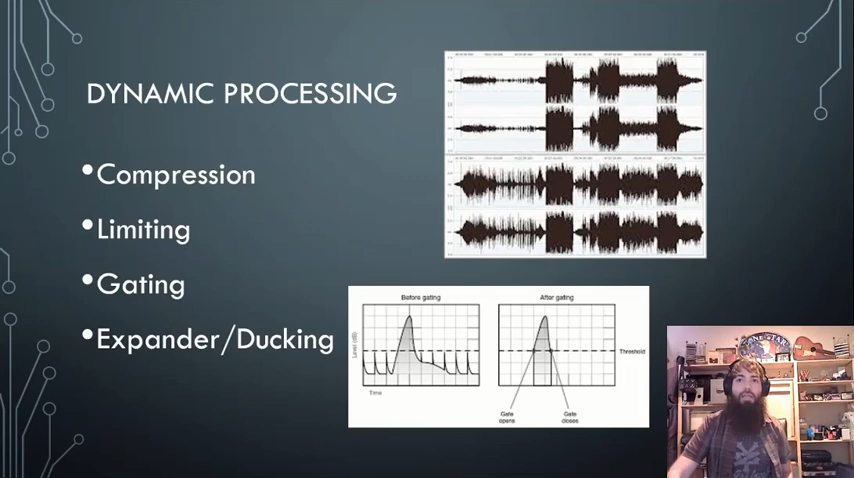 DYNAMIC PROCESSING
•Compression
•Limiting
•Gating
•Expander/Ducking
Before gating
After gating
Level (dB)
Threshold
Time
Gate opens
Gate closes